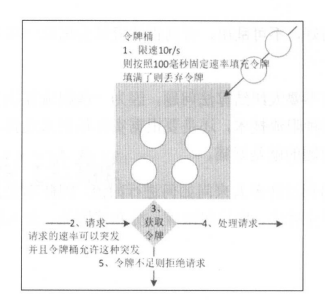 令牌桶
1、限速10r/s
则按照100毫秒固定速率填充令牌
填满了则丢弃令牌
3、
获取
令牌
2、请求
4、处理请求
请求的速率可以突发
并且令牌桶允许这种突发
5、令牌不足则拒绝请求